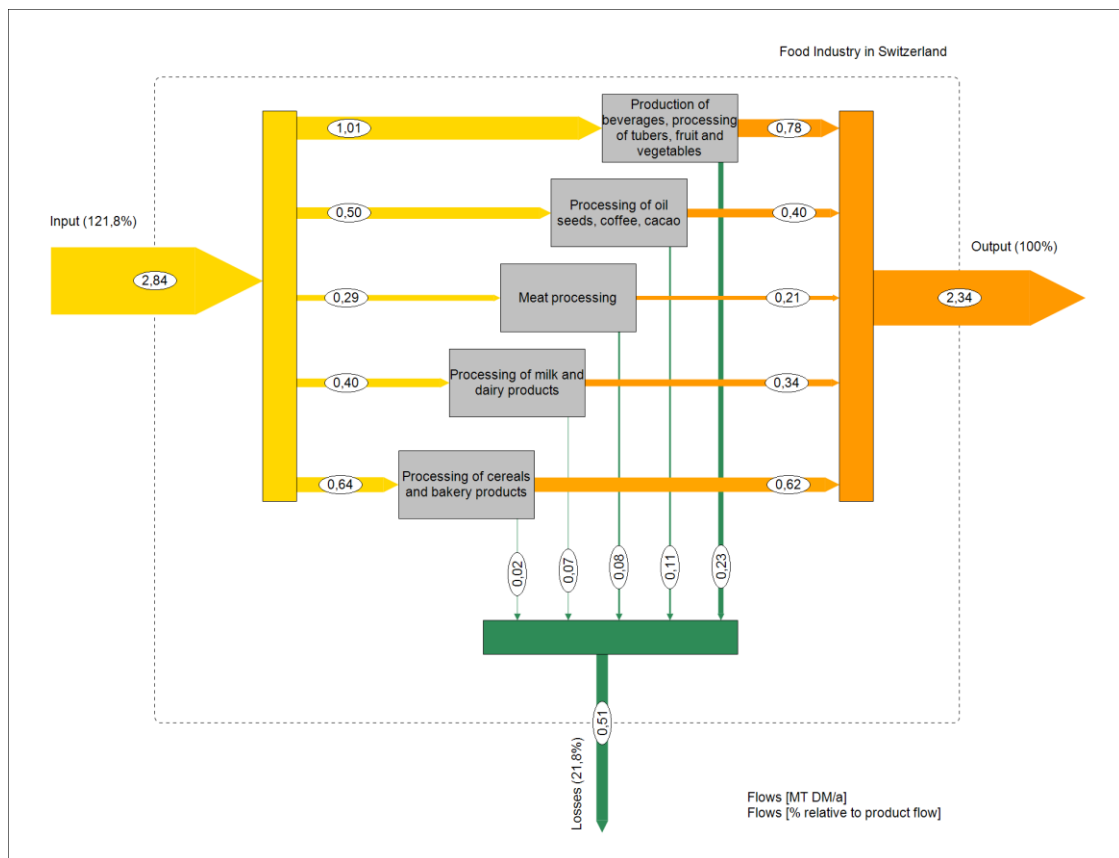 Food Industry in Switzerland
Production of
beverages, processing
of tubers, fruit and
vegetables
1,01
0,78
Processing of oil
seeds, coffee, cacao
0,50
0,40
Input (121,8%)
Output (100%)
2,84
Meat processing
0,29
0,21
2,34
Processing of milk and
dairy products
0,40
0,34
Processing of cereals
and bakery products
0,64
0,62
0,02
0,07
0,08
0,11
0,23
0,51
Losses (21,8%)
Flows [MT DM/a]
Flows [% relative to product flow]